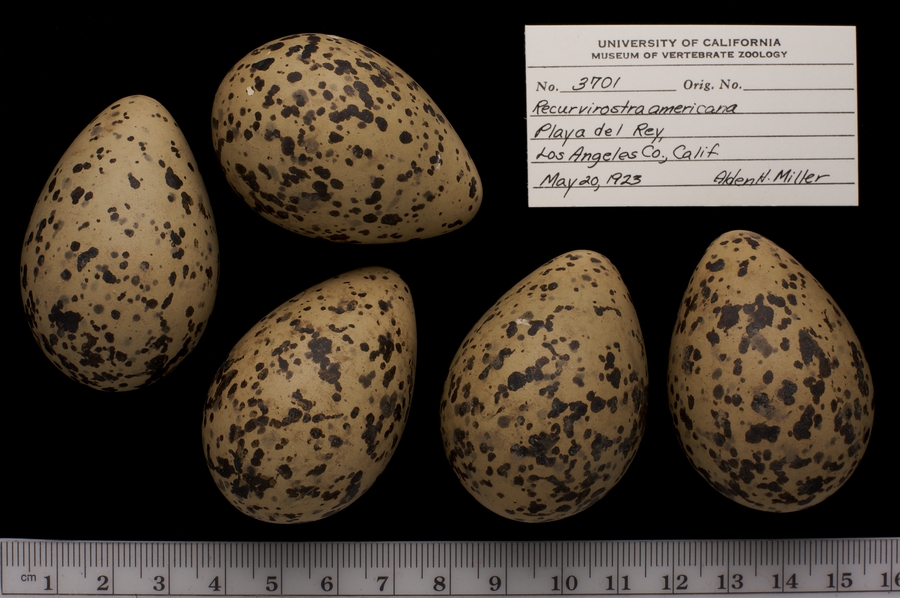 UNIVERSITY OF CALIFORNIA
MUSEUM OF VERTEBRATE ZOOLOGY
No. 3701 Orig. No.
Recurvirostra americana
Playa del Rey,
Los Angeles Co., Calif.
May 20, 1923 Alden H. Miller
cm 1 2 3 4 5 6 7 8 9 10 11 12 13 14 15 16